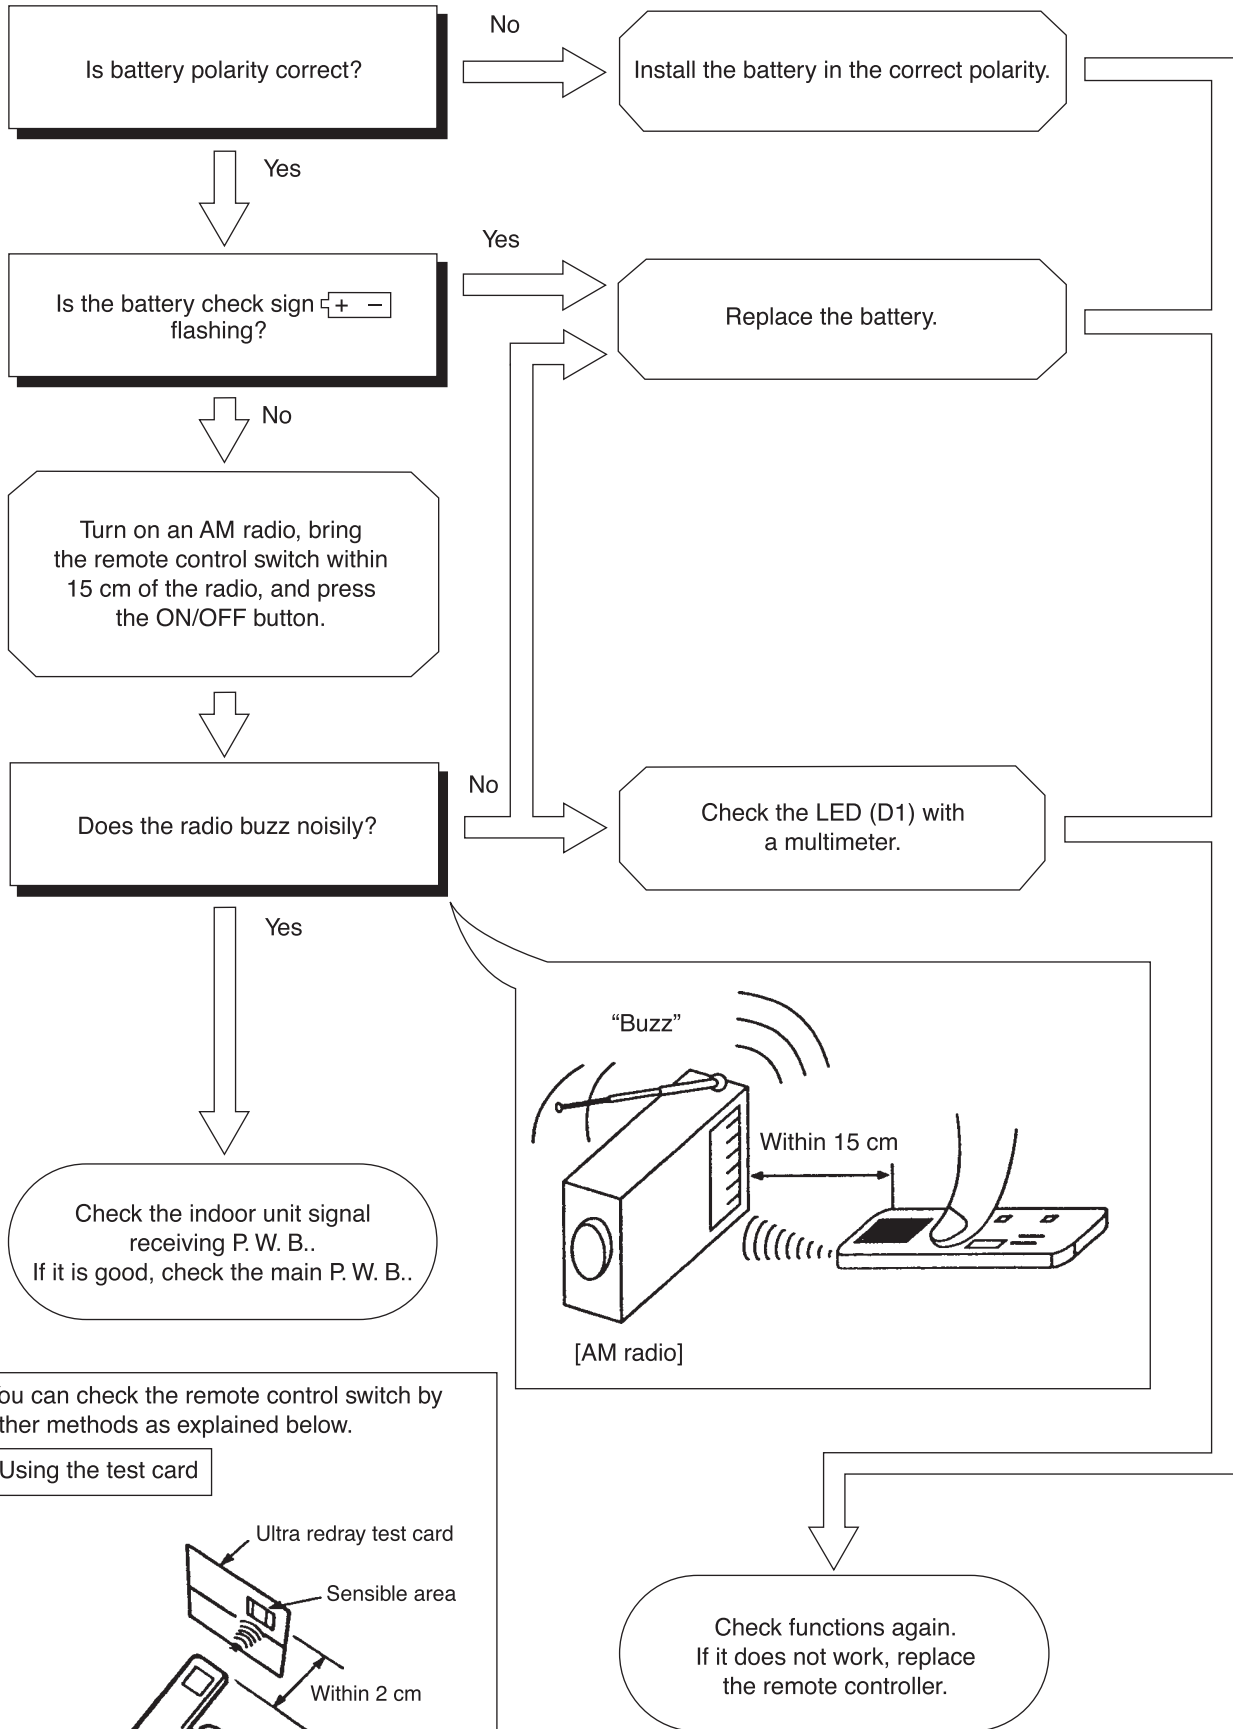 Is battery polarity correct?
No
Install the battery in the correct polarity.
Yes
Is the battery check sign + −
flashing?
Yes
Replace the battery.
No
Turn on an AM radio, bring
the remote control switch within
15 cm of the radio, and press
the ON/OFF button.
Does the radio buzz noisily?
No
Check the LED (D1) with
a multimeter.
Yes
“Buzz”
Within 15 cm
[AM radio]
Check the indoor unit signal
receiving P. W. B..
If it is good, check the main P. W. B..
ou can check the remote control switch by
ther methods as explained below.
Using the test card
Ultra redray test card
Sensible area
Within 2 cm
Check functions again.
If it does not work, replace
the remote controller.